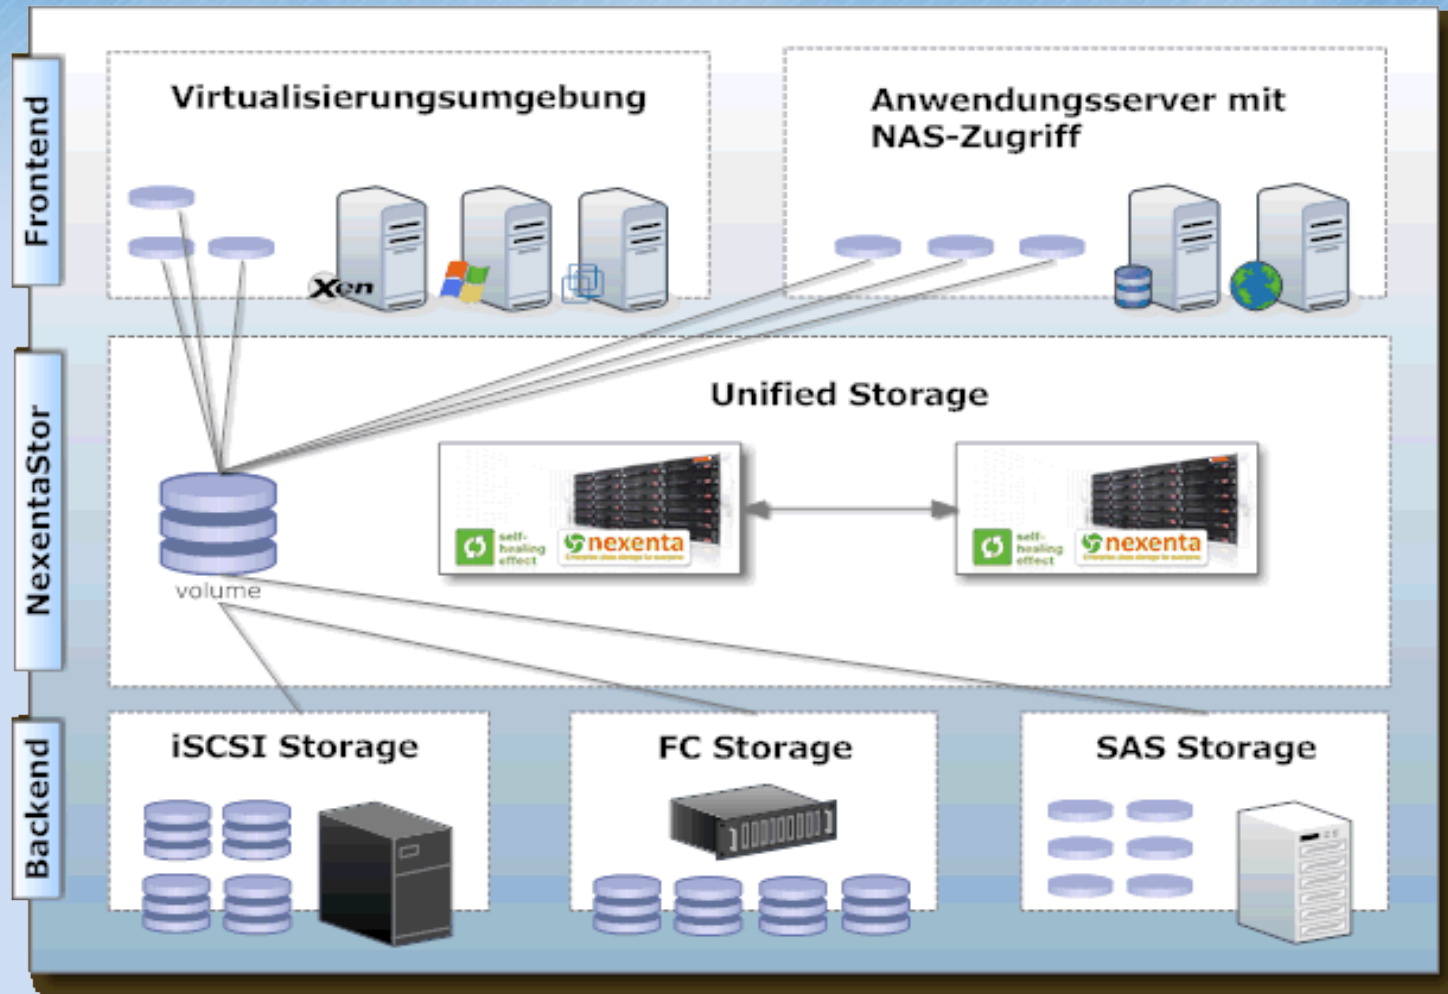 Frontend
Virtualisierungsumgebung
Xen
Anwendungsserver mit
NAS-Zugriff
NexentaStor
Unified Storage
volume
self-
healing
effect
nexenta
self-
healing
effect
nexenta
Backend
iSCSI Storage
FC Storage
SAS Storage